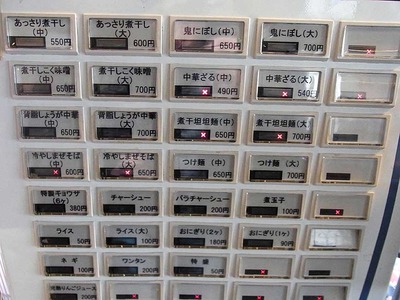 あっさり煮干し
(中)
550円
あっさり煮干し
(大)
600円
鬼にぼし(中)
650円
鬼にぼし(大)
700円
煮干しこく味噌
(中)
650円
煮干しこく味噌
(大)
700円
中華ざる(中)
490円
中華ざる(大)
540円
背脂しょうが中華
(中)
650円
背脂しょうが中華
(大)
700円
煮干坦坦麺(中)
650円
煮干坦坦麺(大)
700円
冷やしまぜそば
(中)
600円
冷やしまぜそば
(大)
650円
つけ麺(中)
650円
つけ麺(大)
700円
特製ギョウザ
(6ヶ)
380円
チャーシュー
200円
バラチャーシュー
200円
煮玉子
100円
ライス
50円
ライス(大)
100円
おにぎり(2ヶ)
180円
おにぎり(1ヶ)
90円
ネギ
100円
ワンタン
200円
特盛
50円
りんごジュース
200円